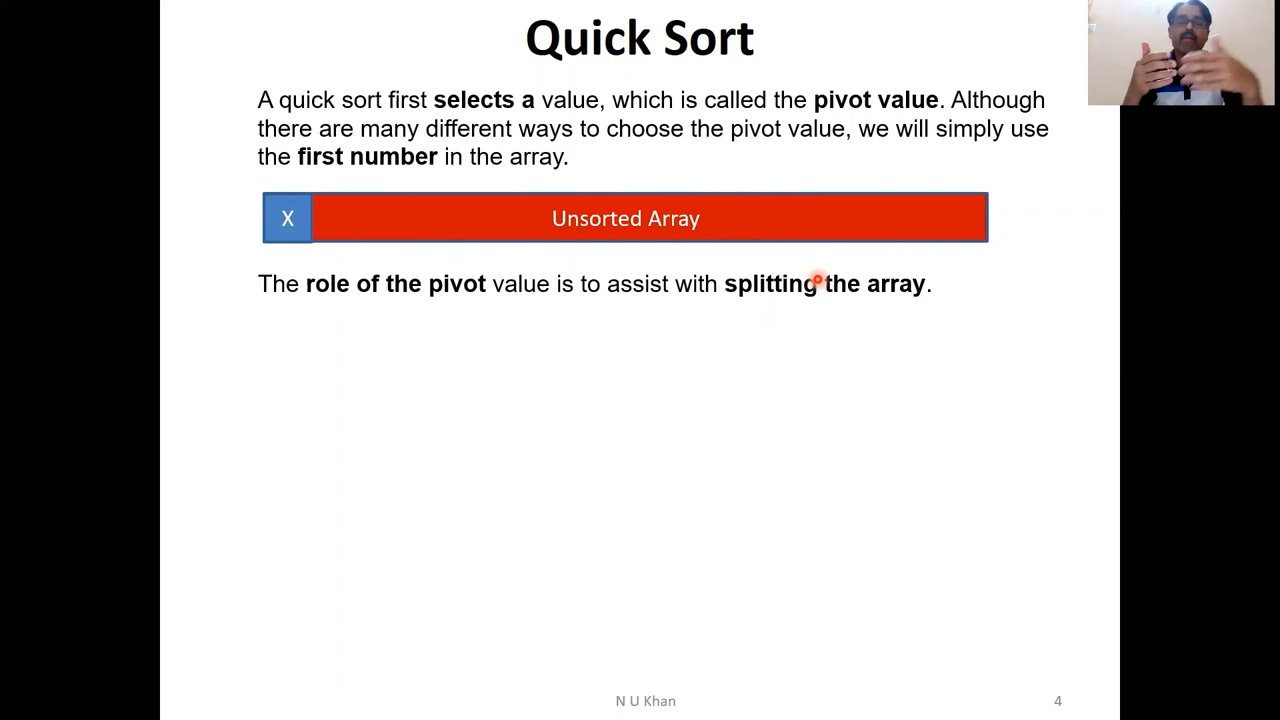 Quick Sort
A quick sort first selects a value, which is called the pivot value. Although
there are many different ways to choose the pivot value, we will simply use
the first number in the array.
X Unsorted Array
The role of the pivot value is to assist with splitting the array.
N U Khan 4